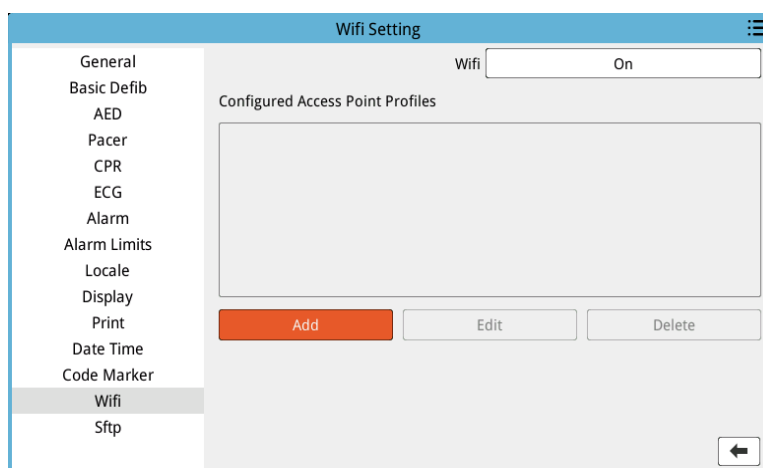 Wifi Setting
General
Basic Defib
AED
Pacer
CPR
ECG
Alarm
Alarm Limits
Locale
Display
Print
Date Time
Code Marker
Wifi
Sftp
Wifi On
Configured Access Point Profiles
Add Edit Delete